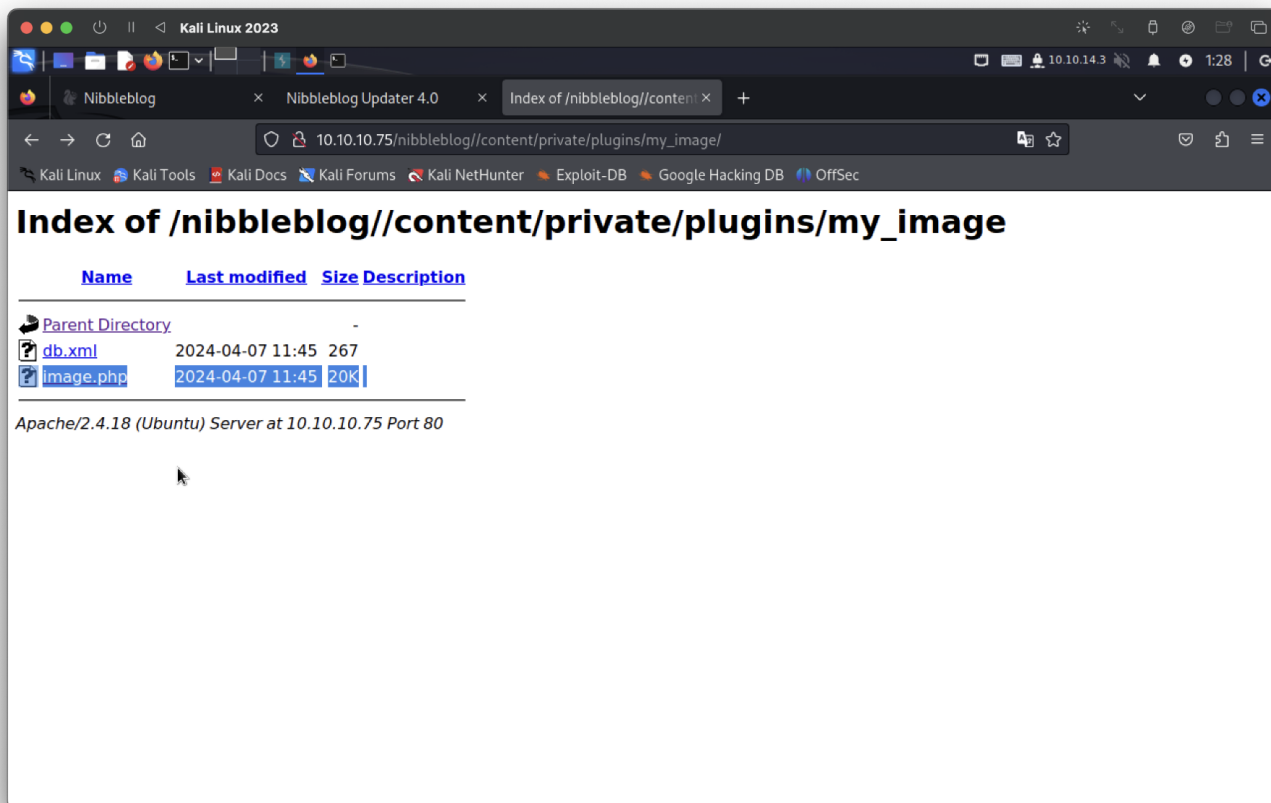 Kali Linux 2023
10.10.14.3 1:28
Nibbleblog Nibbleblog Updater 4.0 Index of /nibbleblog//conten
10.10.10.75/nibbleblog//content/private/plugins/my_image/
Kali Linux Kali Tools Kali Docs Kali Forums Kali NetHunter Exploit-DB Google Hacking DB OffSec
Index of /nibbleblog//content/private/plugins/my_image
Name Last modified Size Description
Parent Directory -
db.xml 2024-04-07 11:45 267
image.php 2024-04-07 11:45 20K
Apache/2.4.18 (Ubuntu) Server at 10.10.10.75 Port 80